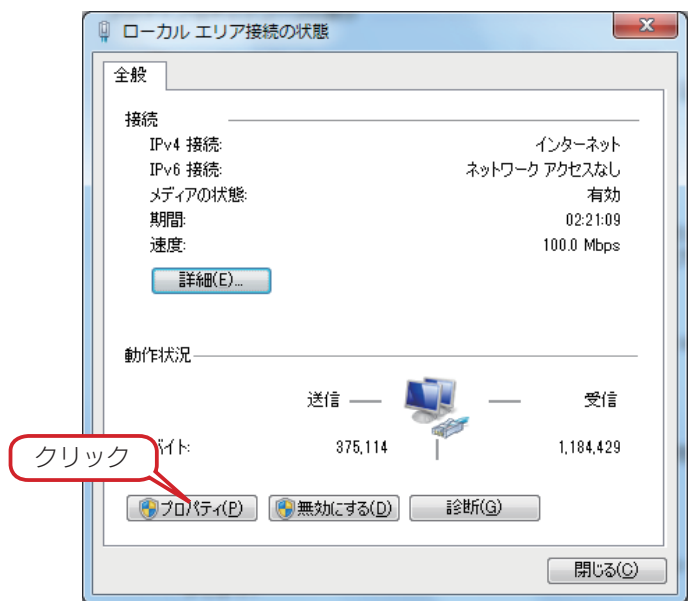 ローカル エリア接続の状態
全般
接続
IPv4 接続: インターネット
IPv6 接続: ネットワーク アクセスなし
メディアの状態: 有効
期間: 02:21:09
速度: 100.0 Mbps
詳細(E)...
動作状況
送信 受信
イト: 375,114 1,184,429
クリック
プロパティ(P) 無効にする(D) 診断(G)
閉じる(C)